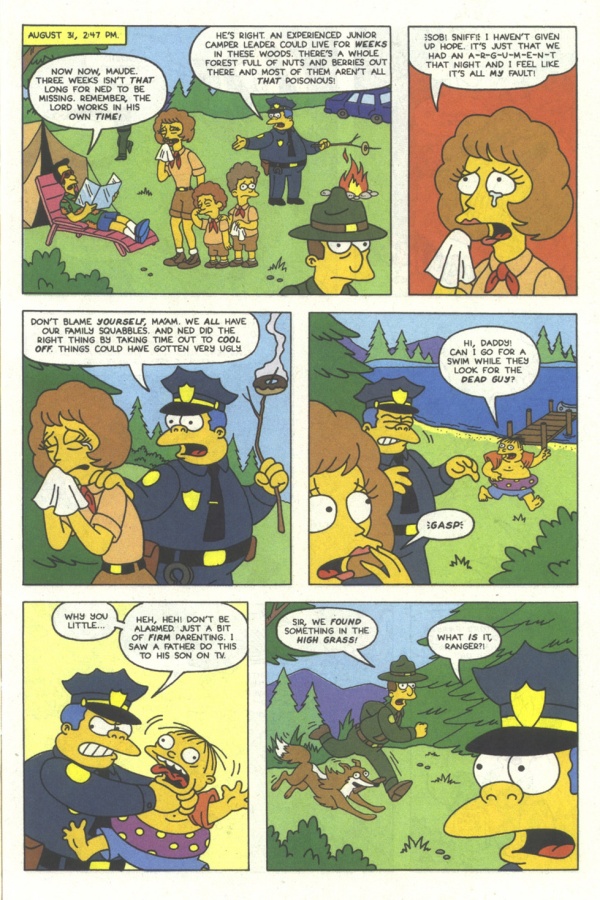 AUGUST 31, 2:47 PM.
NOW NOW, MAUDE.
THREE WEEKS ISN'T THAT
LONG FOR NED TO BE
MISSING. REMEMBER, THE
LORD WORKS IN HIS
OWN TIME!
HE'S RIGHT. AN EXPERIENCED JUNIOR
CAMPER LEADER COULD LIVE FOR WEEKS
IN THESE WOODS. THERE'S A WHOLE
FOREST FULL OF NUTS AND BERRIES OUT
THERE AND MOST OF THEM AREN'T ALL
THAT POISONOUS!
:SOB! SNIFF!: I HAVEN'T GIVEN
UP HOPE. IT'S JUST THAT WE
HAD AN A-R-G-U-M-E-N-T
THAT NIGHT AND I FEEL LIKE
IT'S ALL MY FAULT!
DON'T BLAME YOURSELF, MA'AM. WE ALL HAVE
OUR FAMILY SQUABBLES. AND NED DID THE
RIGHT THING BY TAKING TIME OUT TO COOL
OFF. THINGS COULD HAVE GOTTEN VERY UGLY.
HI, DADDY!
CAN I GO FOR A
SWIM WHILE THEY
LOOK FOR THE
DEAD GUY?
:GASP:
WHY YOU
LITTLE...
HEH, HEH! DON'T BE
ALARMED. JUST A BIT
OF FIRM PARENTING. I
SAW A FATHER DO THIS
TO HIS SON ON TV.
SIR, WE FOUND
SOMETHING IN THE
HIGH GRASS!
WHAT IS IT,
RANGER?!